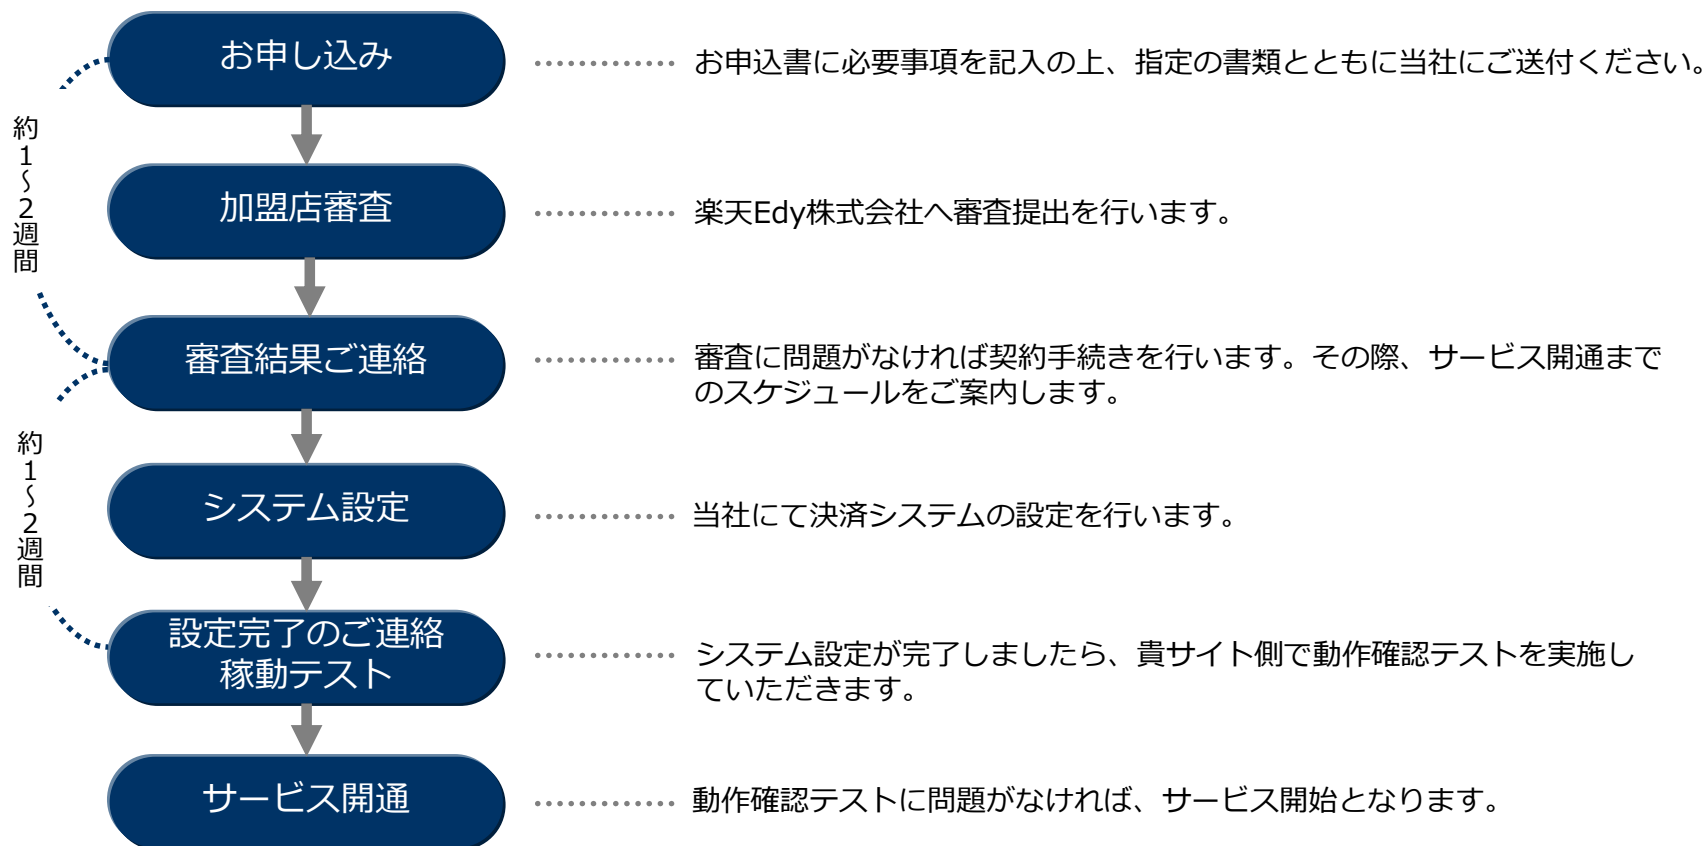 お申し込み
お申込書に必要事項を記入の上、指定の書類とともに当社にご送付ください。
約1～2週間
加盟店審査
楽天Edy株式会社へ審査提出を行います。
審査結果ご連絡
審査に問題がなければ契約手続きを行います。その際、サービス開通まで
のスケジュールをご案内します。
約1～2週間
システム設定
当社にて決済システムの設定を行います。
設定完了のご連絡
稼動テスト
システム設定が完了しましたら、貴サイト側で動作確認テストを実施し
ていただきます。
サービス開通
動作確認テストに問題がなければ、サービス開始となります。